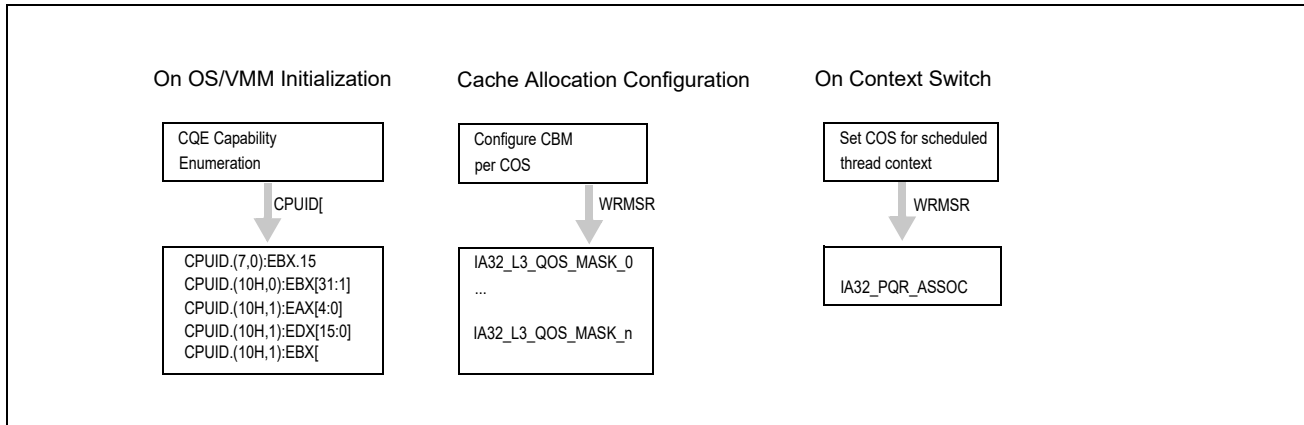 On OS/VMM Initialization
CQE Capability
Enumeration
CPUID[
CPUID.(7,0):EBX.15
CPUID.(10H,0):EBX[31:1]
CPUID.(10H,1):EAX[4:0]
CPUID.(10H,1):EDX[15:0]
CPUID.(10H,1):EBX[
Cache Allocation Configuration
Configure CBM
per COS
WRMSR
IA32_L3_QOS_MASK_0
...
IA32_L3_QOS_MASK_n
On Context Switch
Set COS for scheduled
thread context
WRMSR
IA32_PQR_ASSOC